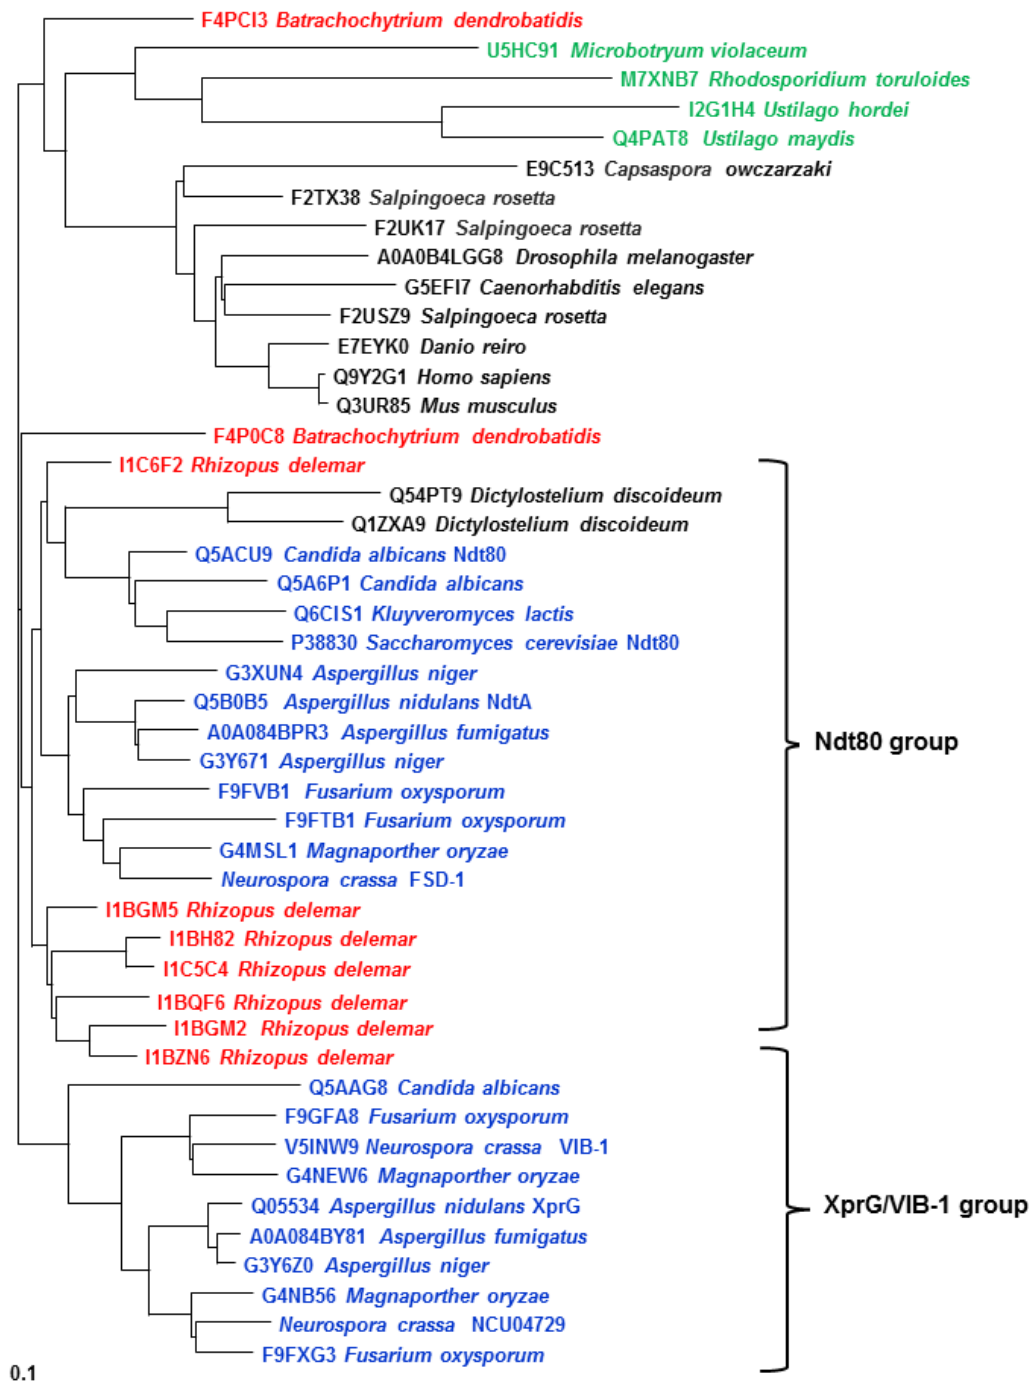 F4PCI3 Batrachochytrium dendrobatidis
U5HC91 Microbotryum violaceum
M7XNB7 Rhodosporidium toruloides
I2G1H4 Ustilago hordei
Q4PAT8 Ustilago maydis
E9C513 Capsaspora owczarzaki
F2TX38 Salpingoeca rosetta
F2UK17 Salpingoeca rosetta
A0A0B4LGG8 Drosophila melanogaster
G5EFI7 Caenorhabditis elegans
F2USZ9 Salpingoeca rosetta
E7EYK0 Danio reiro
Q9Y2G1 Homo sapiens
Q3UR85 Mus musculus
F4P0C8 Batrachochytrium dendrobatidis
I1C6F2 Rhizopus delemar
Q54PT9 Dictylostelium discoideum
Q1ZXA9 Dictylostelium discoideum
Q5ACU9 Candida albicans Ndt80
Q5A6P1 Candida albicans
Q6CIS1 Kluyveromyces lactis
P38830 Saccharomyces cerevisiae Ndt80
G3XUN4 Aspergillus niger
Q5B0B5 Aspergillus nidulans NdtA
A0A084BPR3 Aspergillus fumigatus
Ndt80 group
G3Y671 Aspergillus niger
F9FVB1 Fusarium oxysporum
F9FTB1 Fusarium oxysporum
G4MSL1 Magnaporther oryzae
Neurospora crassa FSD-1
I1BGM5 Rhizopus delemar
I1BH82 Rhizopus delemar
I1C5C4 Rhizopus delemar
I1BQF6 Rhizopus delemar
I1BGM2 Rhizopus delemar
I1BZN6 Rhizopus delemar
Q5AAG8 Candida albicans
F9GFA8 Fusarium oxysporum
V5INW9 Neurospora crassa VIB-1
G4NEW6 Magnaporther oryzae
Q05534 Aspergillus nidulans XprG
XprG/VIB-1 group
A0A084BY81 Aspergillus fumigatus
G3Y6Z0 Aspergillus niger
G4NB56 Magnaporther oryzae
Neurospora crassa NCU04729
F9FXG3 Fusarium oxysporum
0.1